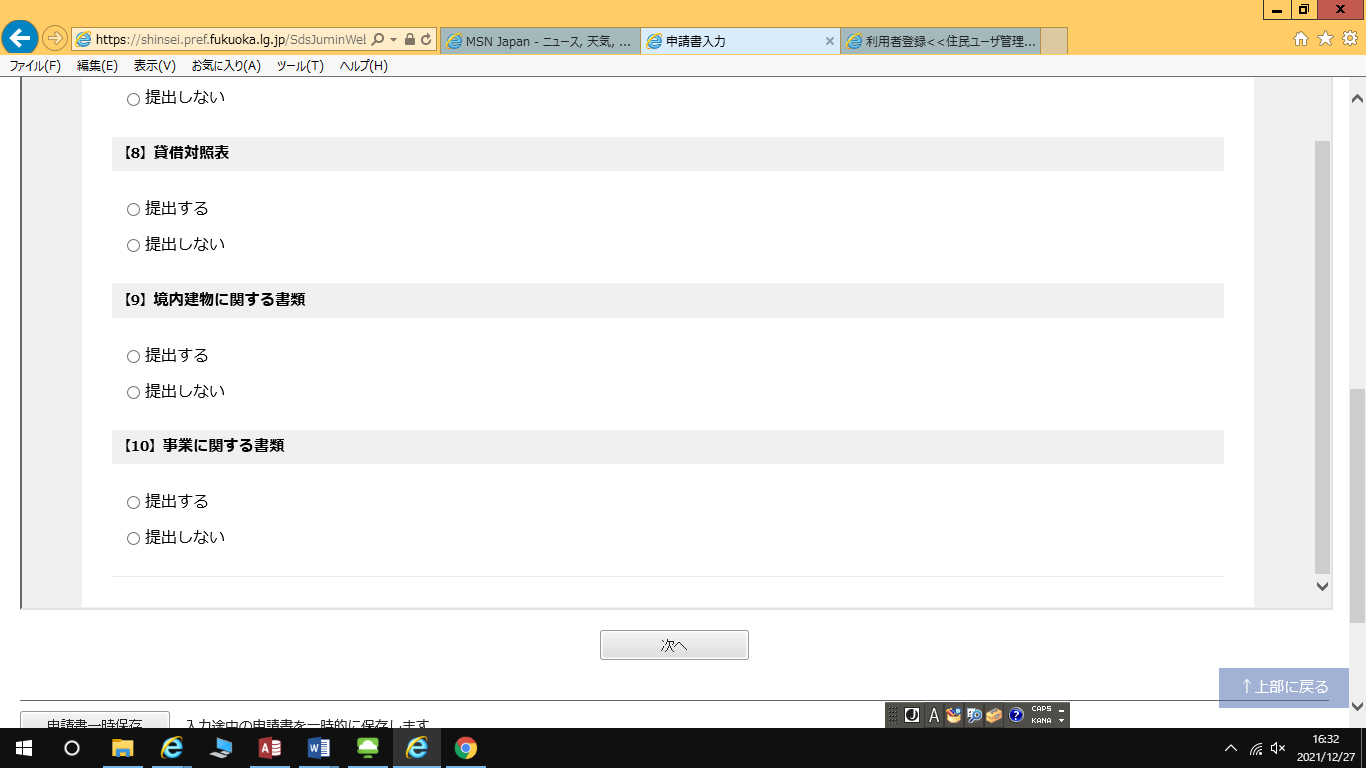 https://shinsei.pref.fukuoka.lg.jp/SdsJuminWel
MSN Japan - ニュース, 天気, ...
申請書入力
利用者登録<<住民ユーザ管理...
ファイル(F) 編集(E) 表示(V) お気に入り(A) ツール(T) ヘルプ(H)
提出しない
【8】貸借対照表
提出する
提出しない
【9】境内建物に関する書類
提出する
提出しない
【10】事業に関する書類
提出する
提出しない
次へ
↑上部に戻る
申請書一時保存 入力途中の申請書を一時的に保存します
A CAPS
KANA
16:32
2021/12/27